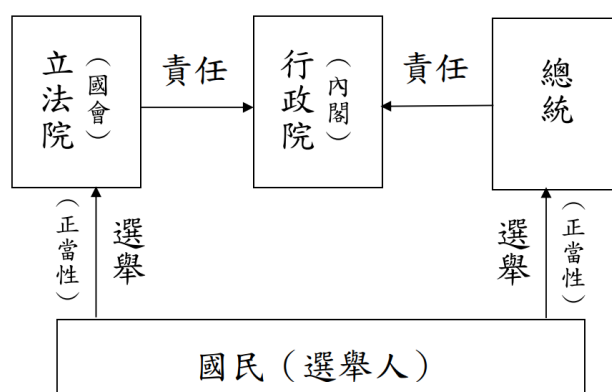 立法院
（國會）
責任
行政院
（內閣）
責任
總統
（正當性）
選舉
選舉
（正當性）
國民（選舉人）